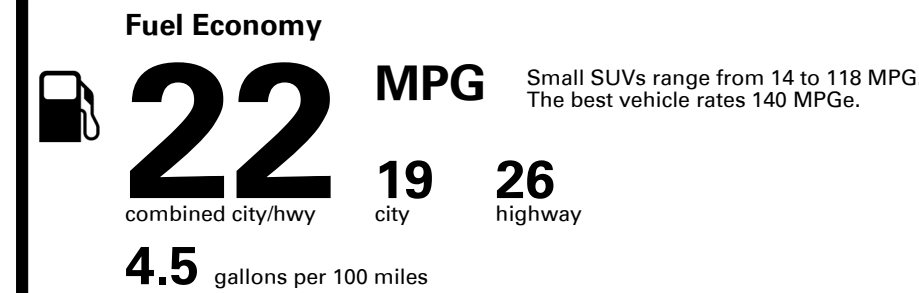 Fuel Economy
22 MPG
Small SUVs range from 14 to 118 MPG
The best vehicle rates 140 MPGe.
19 26
combined city/hwy city highway
4.5 gallons per 100 miles